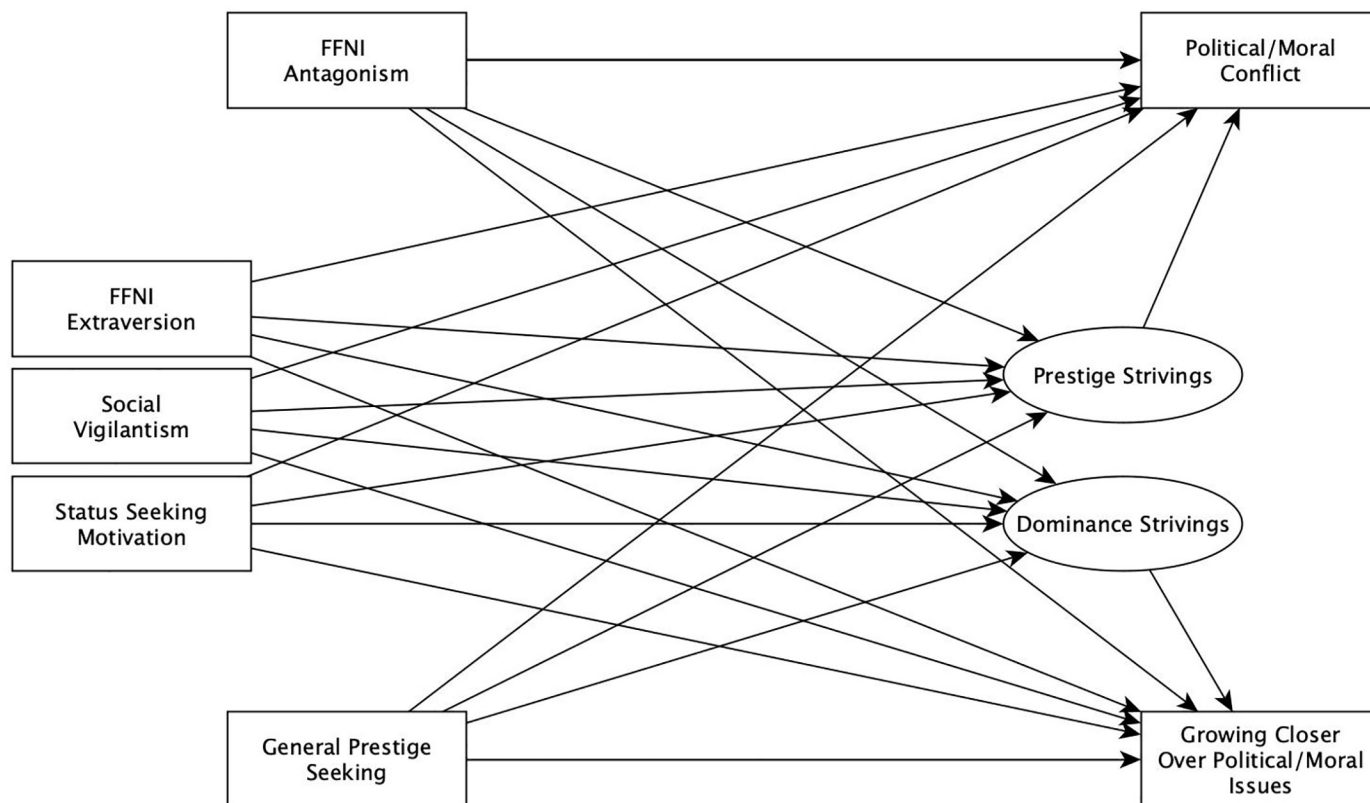 FFNI
Antagonism
Political/Moral
Conflict
FFNI
Extraversion
Social
Vigilantism
Status Seeking
Motivation
Prestige Strivings
Dominance Strivings
General Prestige
Seeking
Growing Closer
Over Political/Moral
Issues